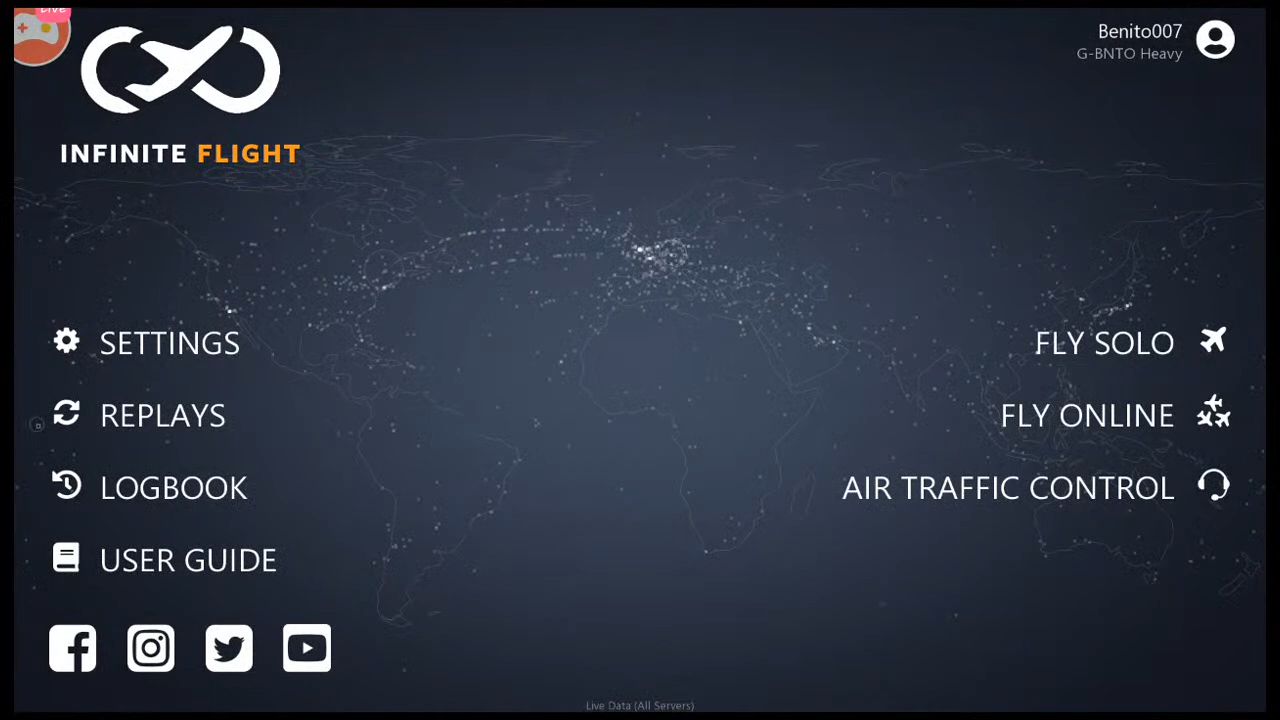 Live
Benito007
G-BNTO Heavy
INFINITE FLIGHT
SETTINGS
FLY SOLO
REPLAYS
FLY ONLINE
LOGBOOK
AIR TRAFFIC CONTROL
USER GUIDE
Live Data (All Servers)